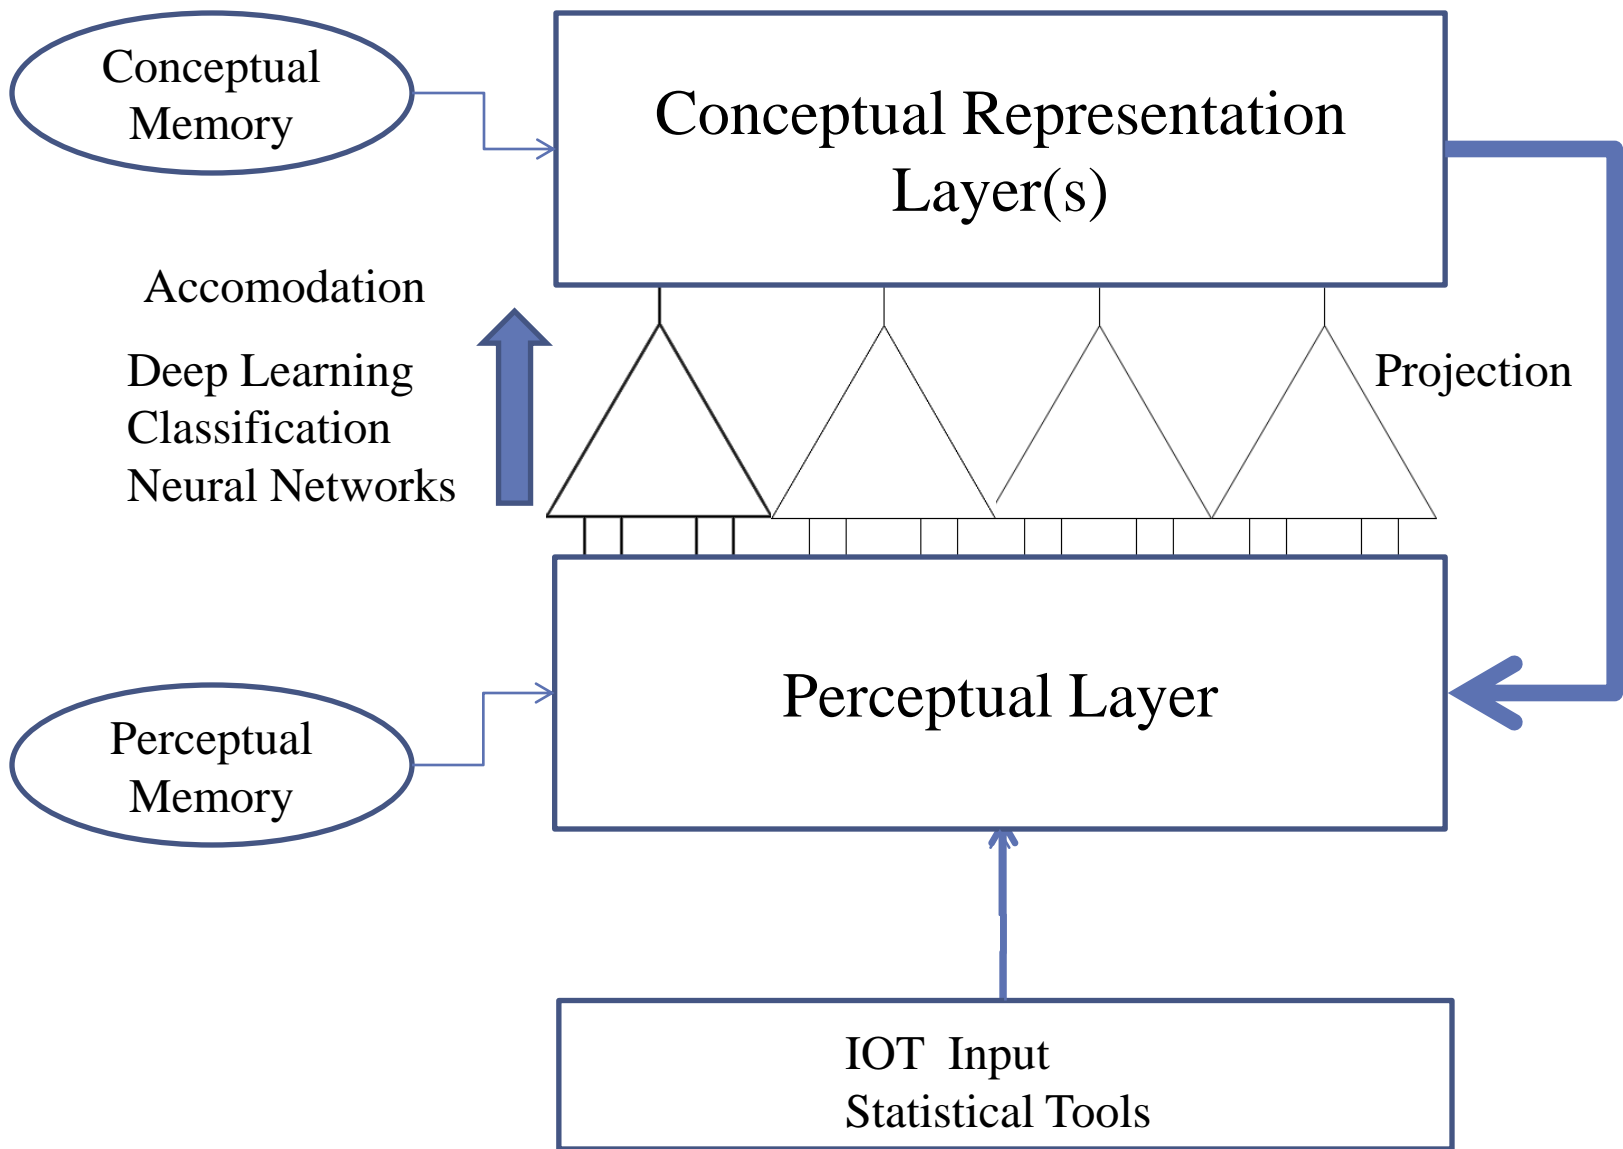 Conceptual
Memory
Conceptual Representation
Layer(s)
Accomodation
Deep Learning
Classification
Neural Networks
Projection
Perceptual Layer
Perceptual
Memory
IOT  Input
Statistical Tools